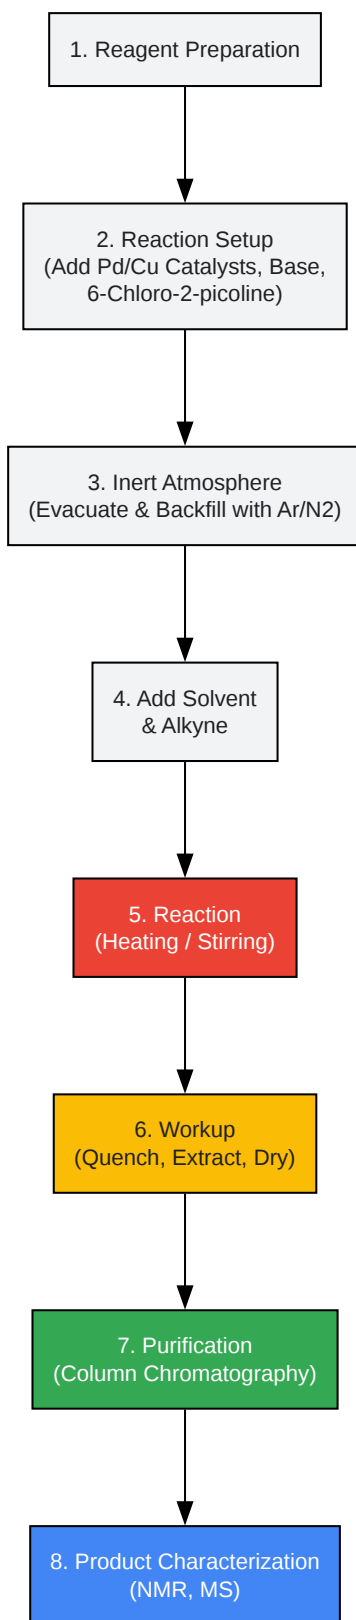 1. Reagent Preparation
2. Reaction Setup
(Add Pd/Cu Catalysts, Base,
6-Chloro-2-picoline)
3. Inert Atmosphere
(Evacuate & Backfill with Ar/N2)
4. Add Solvent
& Alkyne
5. Reaction
(Heating / Stirring)
6. Workup
(Quench, Extract, Dry)
7. Purification
(Column Chromatography)
8. Product Characterization
(NMR, MS)